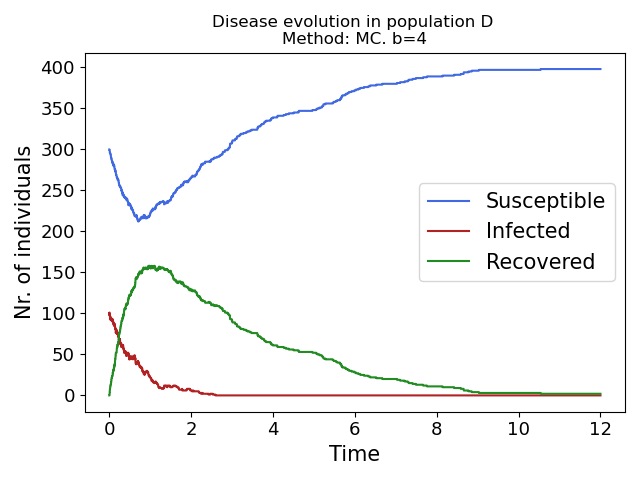 Disease evolution in population D
Method: MC. b=4
Nr. of individuals
400
350
300
250
200
150
100
50
0
Susceptible
Infected
Recovered
0 2 4 6 8 10 12
Time